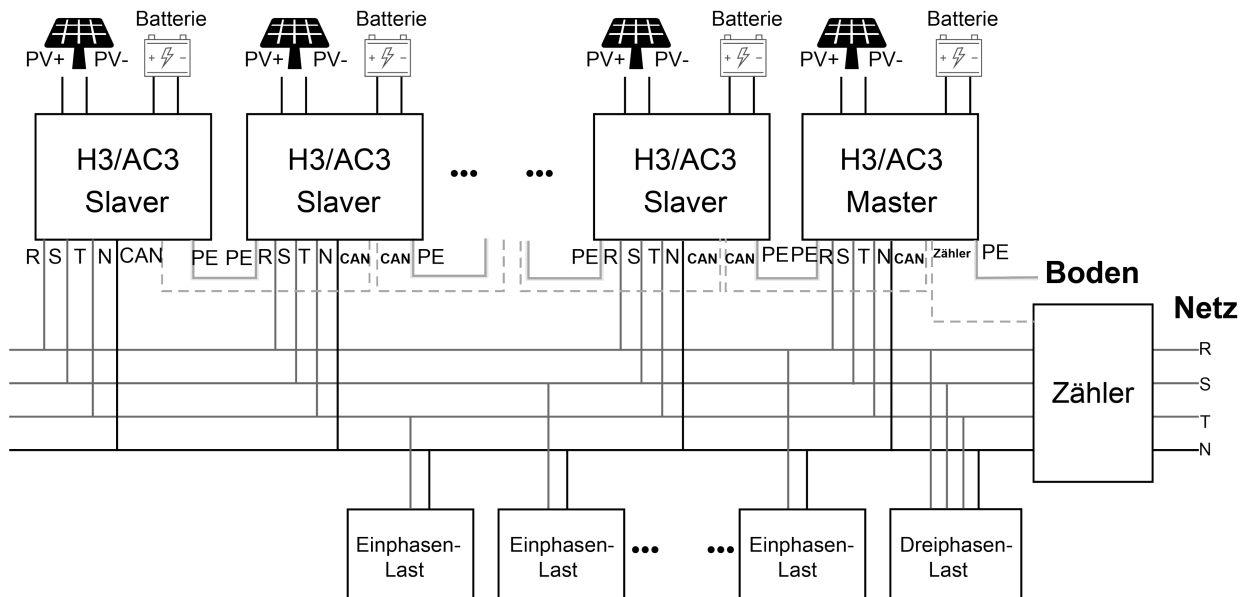 Batterie Batterie Batterie Batterie
PV+ PV- + - PV+ PV- + - PV+ PV- + - PV+ PV- + -
H3/AC3 H3/AC3 H3/AC3 H3/AC3
Slaver Slaver ... ... Slaver Master
R S T N CAN PE PE R S T N CAN CAN PE PE R S T N CAN CAN PE PE R S T N CAN Zähler PE
Boden
Netz
R
S
Zähler
T
N
Einphasen- Einphasen- Einphasen- Dreiphasen-
Last Last ... ... Last Last